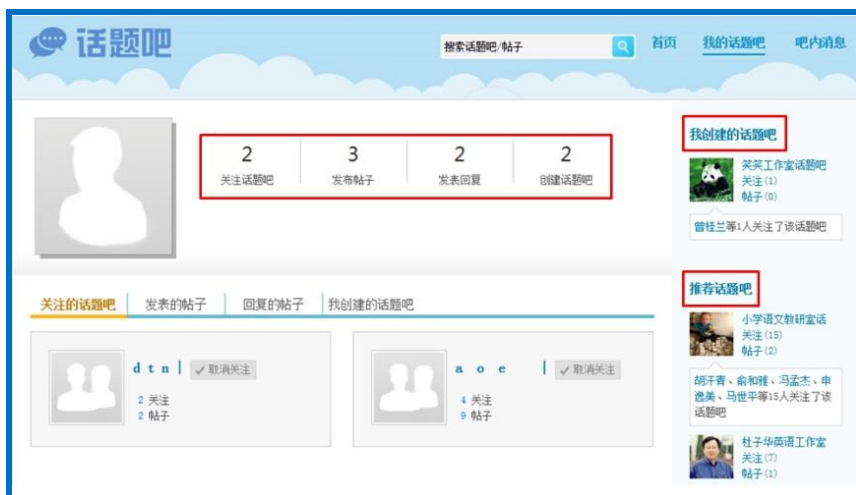 话题吧
搜索话题吧/帖子
首页 我的话题吧 吧内消息
2 3 2 2
关注话题吧 发布帖子 发表回复 创建话题吧
关注的话题吧 发表的帖子 回复的帖子 我创建的话题吧
d t n 取消关注
2 关注
2 帖子
a o e 取消关注
4 关注
9 帖子
我创建的话题吧
笑笑工作室话题吧
关注(1)
帖子(0)
曾桂兰等1人关注了该话题吧
推荐话题吧
小学语文教研室话
关注(15)
帖子(2)
胡汗青、俞和雅、冯孟杰、申
逸美、马世平等15人关注了该
话题吧
杜子华英语工作室
关注(7)
帖子(1)